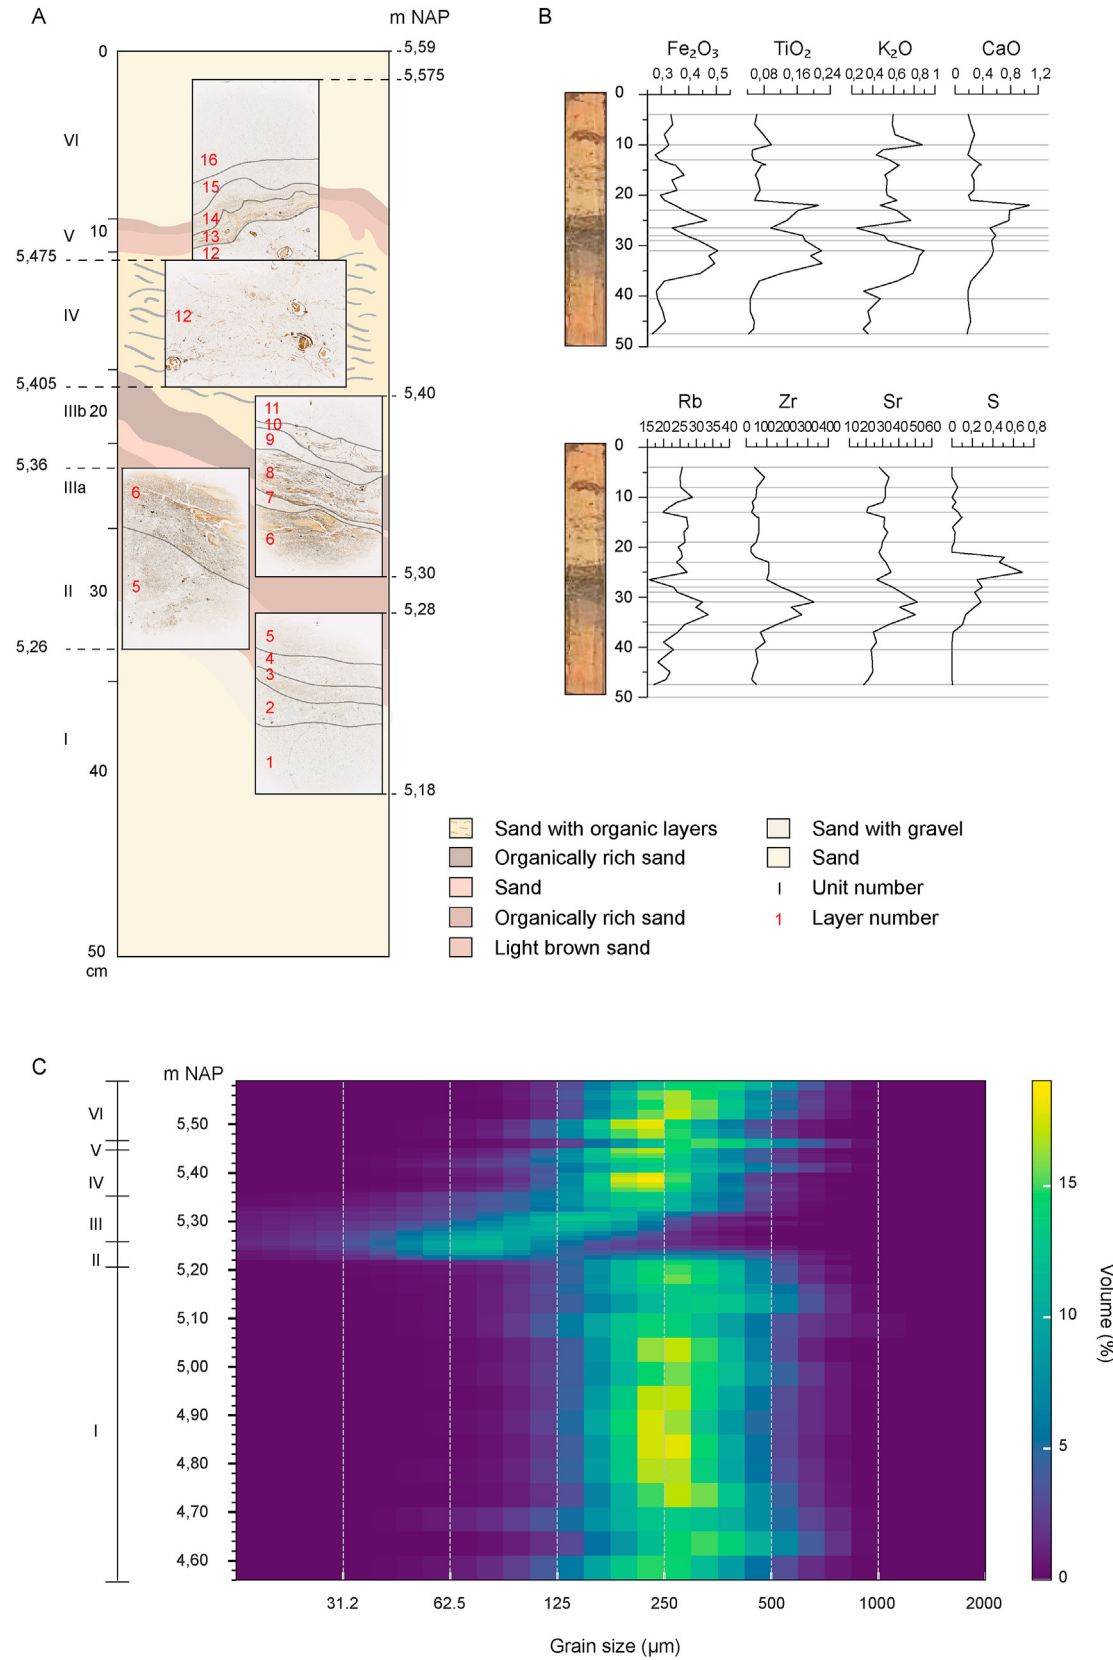 A
m NAP
0
5,59
5,575
VI
16
15
14
13
12
V
10
5,475
IV
12
5,405
IIIb 20
5,40
11
10
9
8
7
6
5,36
IIIa
6
5
5,30
II 30
5,28
5,26
5
4
3
2
1
I
40
5,18
50
cm
B
Fe₂O₃ TiO₂ K₂O CaO
0,3 0,4 0,5 0,08 0,16 0,24 0,2 0,4 0,6 0,8 1 0 0,4 0,8 1,2
0
10
20
30
40
50
Rb Zr Sr S
152025303540 0 100200300400 102030405060 0 0,2 0,4 0,6 0,8
0
10
20
30
40
50
Sand with organic layers
Organically rich sand
Sand
Organically rich sand
Light brown sand
Sand with gravel
Sand
I Unit number
1 Layer number
C
m NAP
VI
V
IV
III
II
I
5,50
5,40
5,30
5,20
5,10
5,00
4,90
4,80
4,70
4,60
31.2 62.5 125 250 500 1000 2000
Grain size (µm)
15
10
5
0
Volume (%)